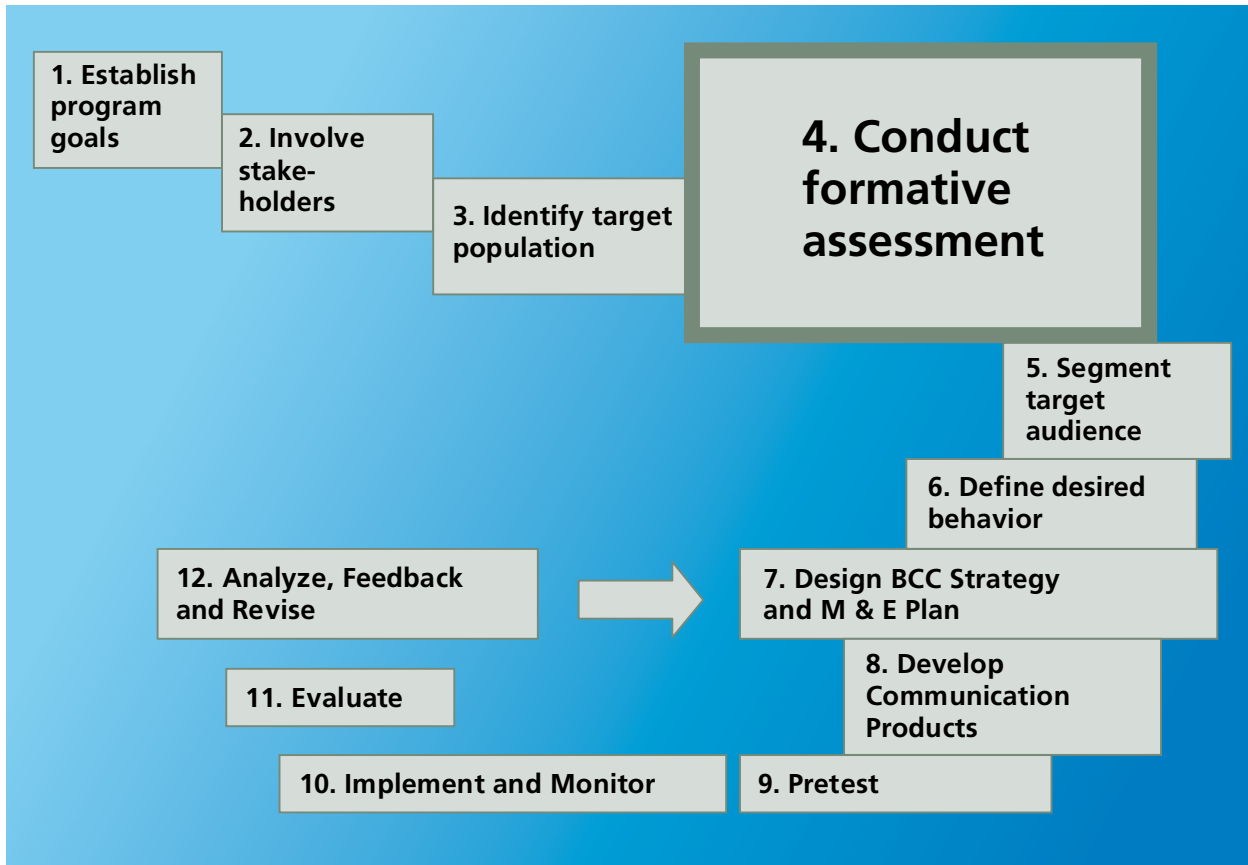 1. Establish
program
goals
2. Involve
stake-
holders
3. Identify target
population
4. Conduct
formative
assessment
5. Segment
target
audience
6. Define desired
behavior
7. Design BCC Strategy
and M & E Plan
8. Develop
Communication
Products
9. Pretest
10. Implement and Monitor
11. Evaluate
12. Analyze, Feedback
and Revise